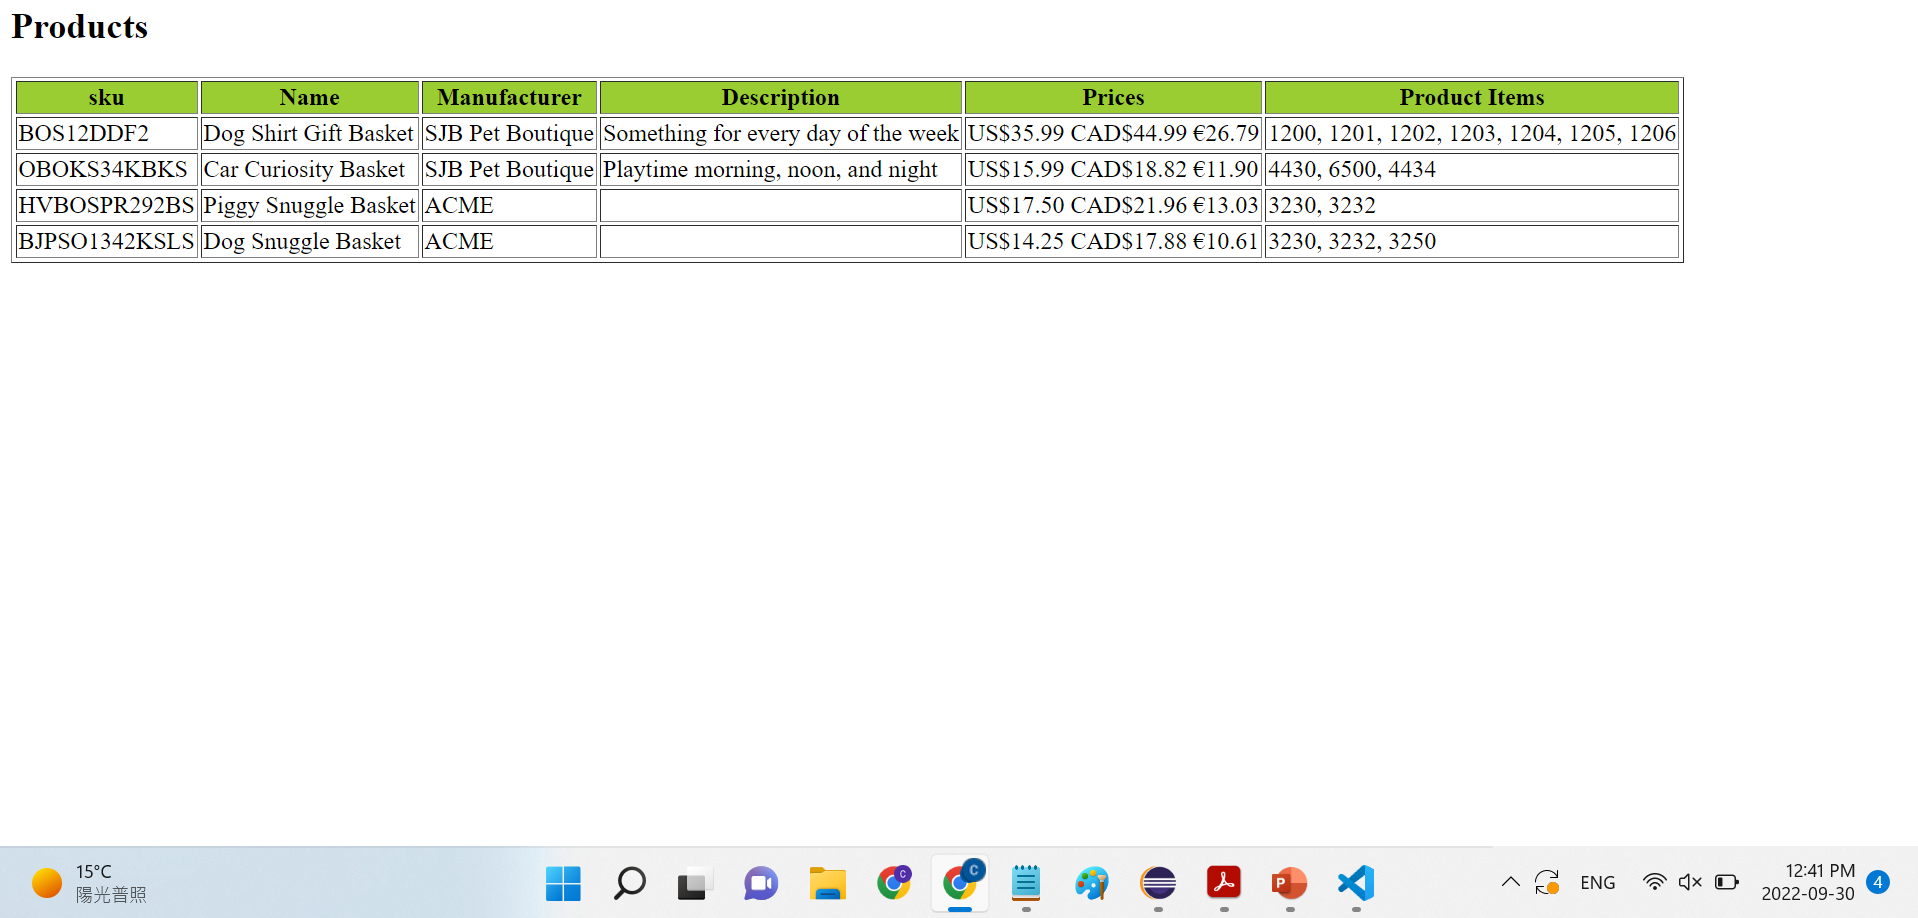 Products
sku Name Manufacturer Description Prices Product Items
BOS12DDF2 Dog Shirt Gift Basket SJB Pet Boutique Something for every day of the week US$35.99 CAD$44.99 €26.79 1200, 1201, 1202, 1203, 1204, 1205, 1206
OBOKS34KBKS Car Curiosity Basket SJB Pet Boutique Playtime morning, noon, and night US$15.99 CAD$18.82 €11.90 4430, 6500, 4434
HVBOSPR292BS Piggy Snuggle Basket ACME US$17.50 CAD$21.96 €13.03 3230, 3232
BJPSO1342KSLS Dog Snuggle Basket ACME US$14.25 CAD$17.88 €10.61 3230, 3232, 3250
15°C
陽光普照
C
C
P
ENG
12:41 PM
2022-09-30
4